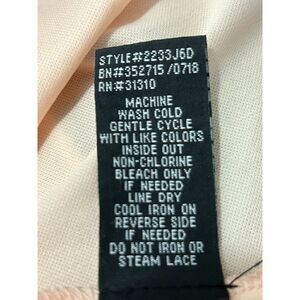 STYLE#2233J6D
BN#352715/0718
RN#31310
MACHINE
WASH COLD
GENTLE CYCLE
WITH LIKE COLORS
INSIDE OUT
NON-CHLORINE
BLEACH ONLY
IF NEEDED
LINE DRY
COOL IRON ON
REVERSE SIDE
IF NEEDED
DO NOT IRON OR
STEAM LACE